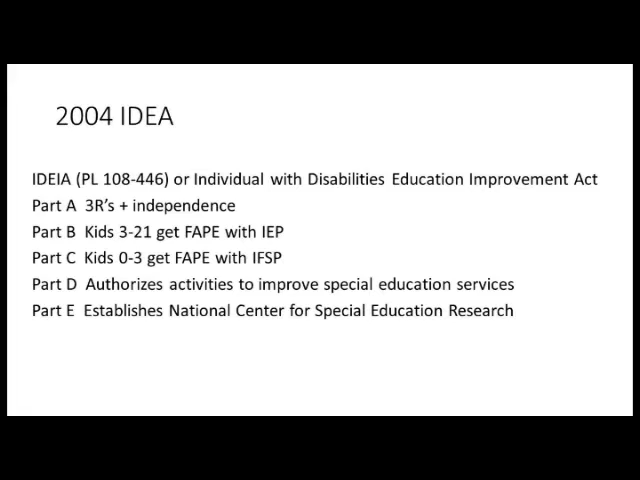 2004 IDEA
IDEIA (PL 108-446) or Individual with Disabilities Education Improvement Act
Part A 3R's + independence
Part B Kids 3-21 get FAPE with IEP
Part C Kids 0-3 get FAPE with IFSP
Part D Authorizes activities to improve special education services
Part E Establishes National Center for Special Education Research